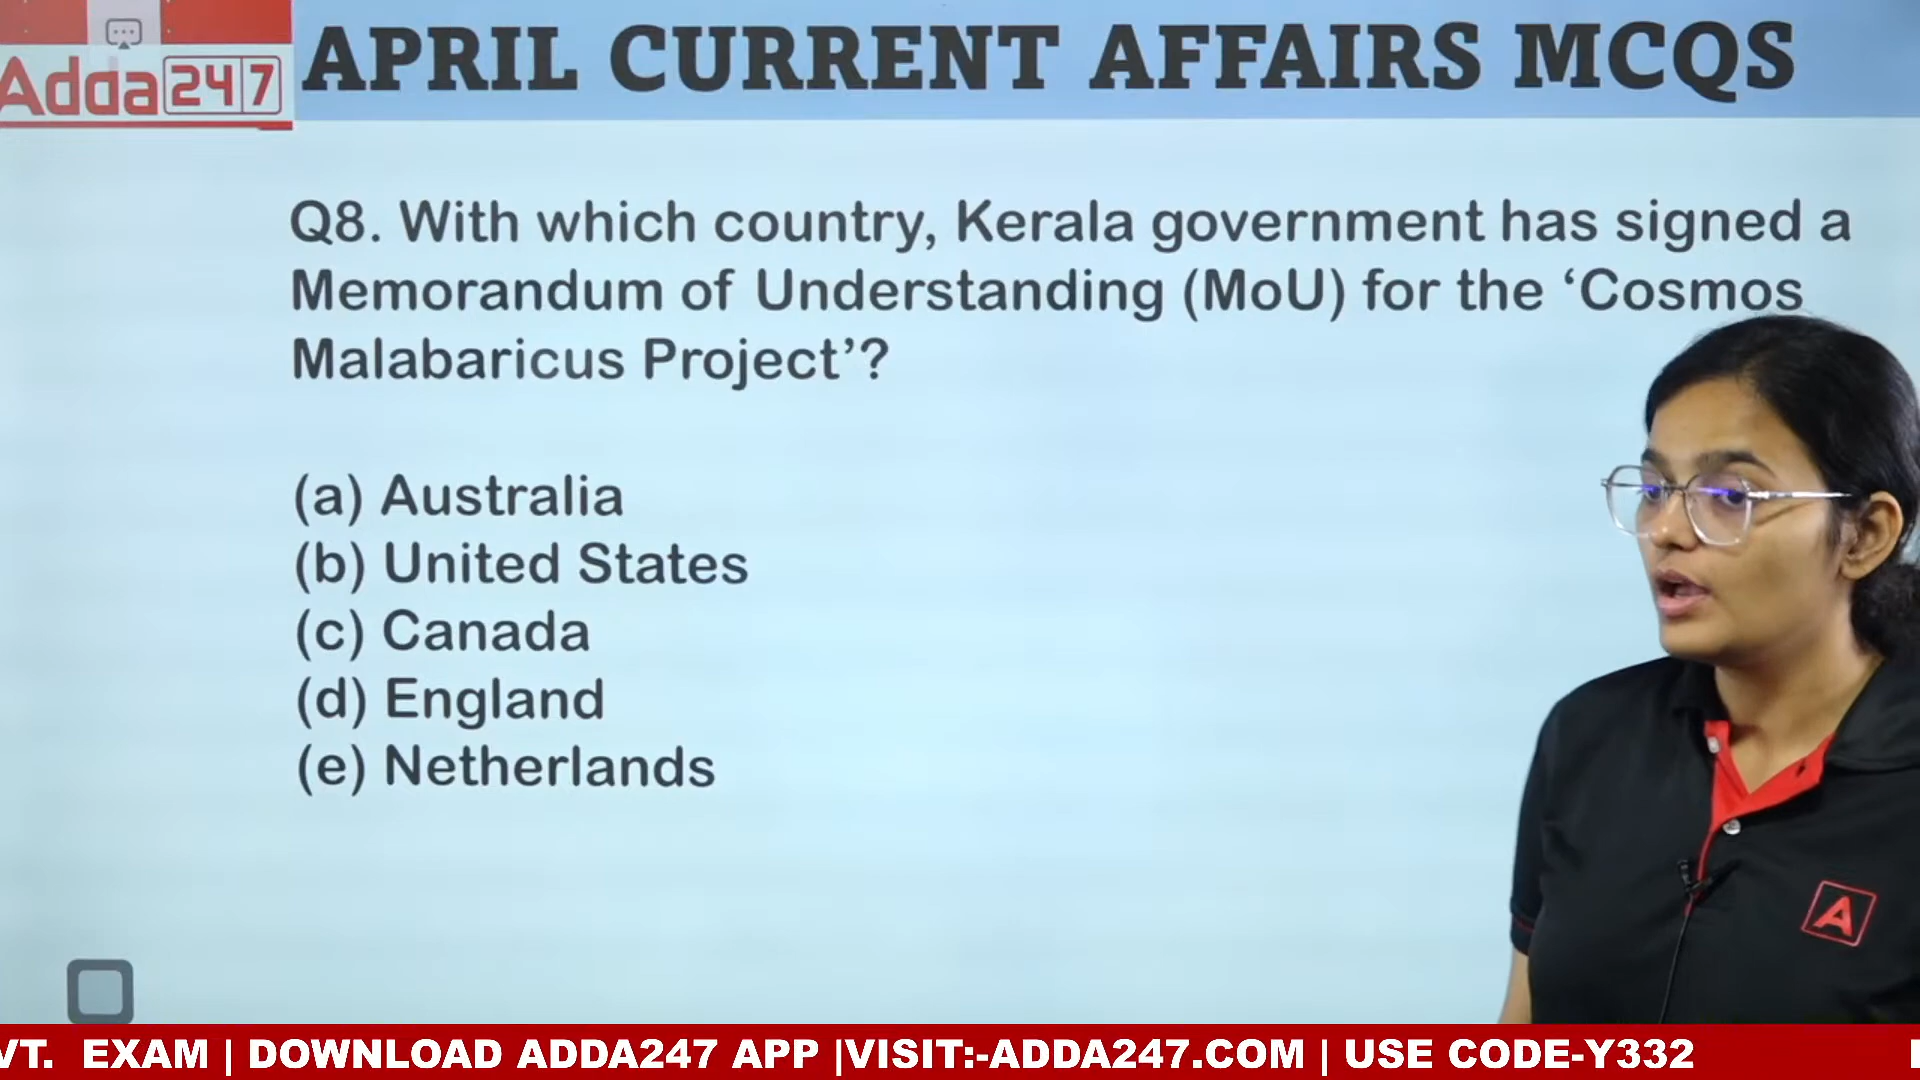 Adda247
APRIL CURRENT AFFAIRS MCQS
Q8. With which country, Kerala government has signed a
Memorandum of Understanding (MoU) for the ‘Cosmos
Malabaricus Project’?
(a) Australia
(b) United States
(c) Canada
(d) England
(e) Netherlands
A
VT. EXAM | DOWNLOAD ADDA247 APP |VISIT:-ADDA247.COM | USE CODE-Y332